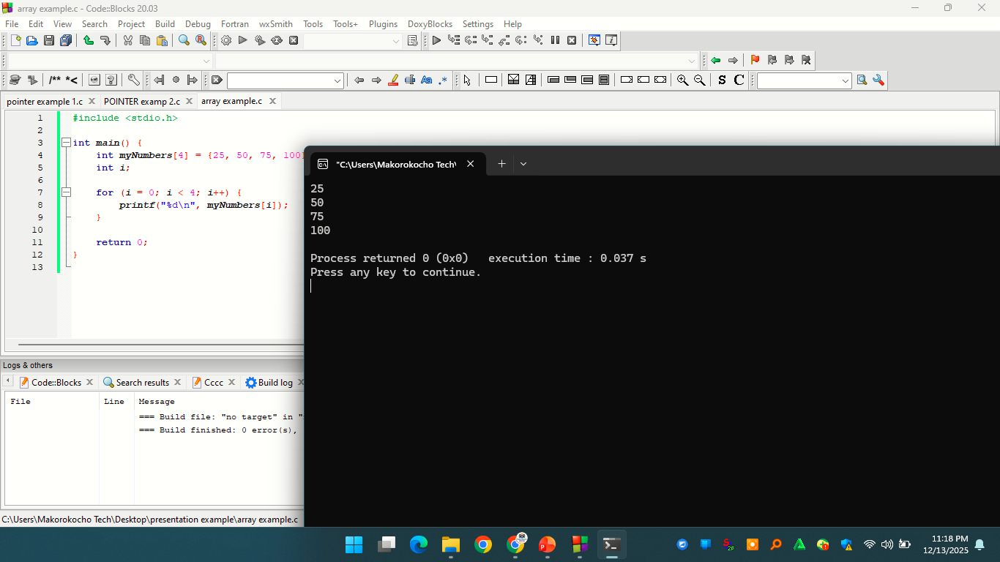 array example.c - Code::Blocks 20.03
File Edit View Search Project Build Debug Fortran wxSmith Tools Tools+ Plugins DoxyBlocks Settings Help
/** *<
Aa .*
S C
pointer example 1.c POINTER examp 2.c array example.c
1 #include <stdio.h>
2
3 int main() {
4 int myNumbers[4] = {25, 50, 75, 100
5 int i;
6
7 for (i = 0; i < 4; i++) {
8 printf("%d\n", myNumbers[i]);
9 }
10
11 return 0;
12 }
13
"C:\Users\Makorokocho Tech\
25
50
75
100
Process returned 0 (0x0) execution time : 0.037 s
Press any key to continue.
Logs & others
Code::Blocks Search results Cccc Build log
File Line Message
=== Build file: "no target" in "
=== Build finished: 0 error(s),
C:\Users\Makorokocho Tech\Desktop\presentation example\array example.c
11:18 PM
12/13/2025